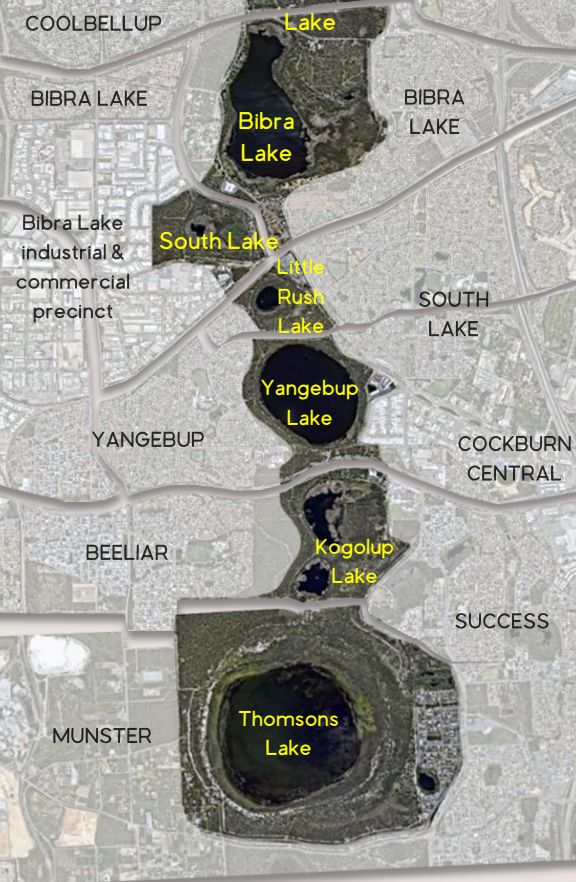 Lake
COOLBELLUP
BIBRA LAKE
BIBRA
LAKE
Bibra
Lake
Bibra Lake
industrial &
commercial
precinct
South Lake
Little
Rush
Lake
SOUTH
LAKE
Yangebup
Lake
YANGEBUP
COCKBURN
CENTRAL
BEELIAR
Kogolup
Lake
SUCCESS
MUNSTER
Thomsons
Lake